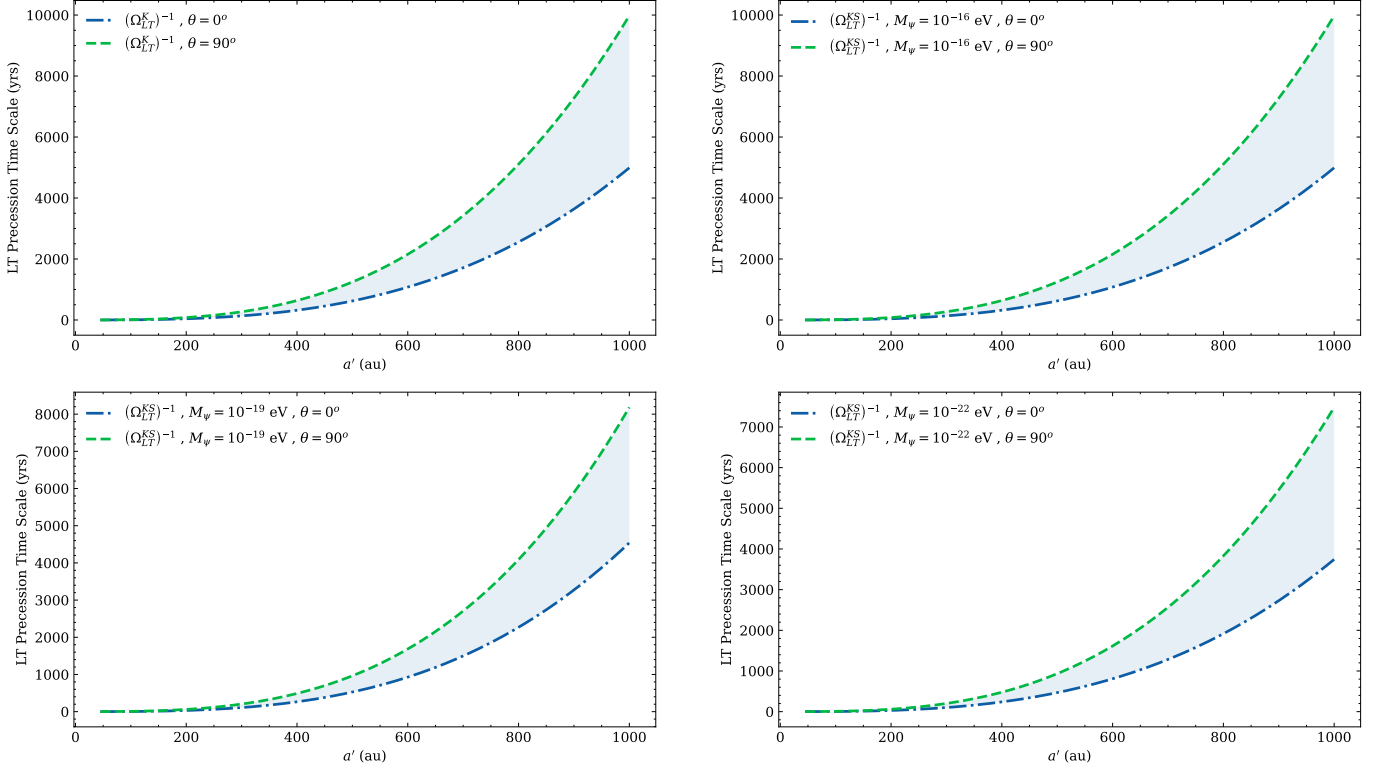 (Ω_{LT}^{K})^{-1} , θ = 0^o
(Ω_{LT}^{K})^{-1} , θ = 90^o
LT Precession Time Scale (yrs)
10000
8000
6000
4000
2000
0
0 200 400 600 800 1000
a′ (au)
(Ω_{LT}^{KS})^{-1} , M_ψ = 10^{-16} eV , θ = 0^o
(Ω_{LT}^{KS})^{-1} , M_ψ = 10^{-16} eV , θ = 90^o
LT Precession Time Scale (yrs)
10000
8000
6000
4000
2000
0
0 200 400 600 800 1000
a′ (au)
(Ω_{LT}^{KS})^{-1} , M_ψ = 10^{-19} eV , θ = 0^o
(Ω_{LT}^{KS})^{-1} , M_ψ = 10^{-19} eV , θ = 90^o
LT Precession Time Scale (yrs)
8000
7000
6000
5000
4000
3000
2000
1000
0
0 200 400 600 800 1000
a′ (au)
(Ω_{LT}^{KS})^{-1} , M_ψ = 10^{-22} eV , θ = 0^o
(Ω_{LT}^{KS})^{-1} , M_ψ = 10^{-22} eV , θ = 90^o
LT Precession Time Scale (yrs)
7000
6000
5000
4000
3000
2000
1000
0
0 200 400 600 800 1000
a′ (au)